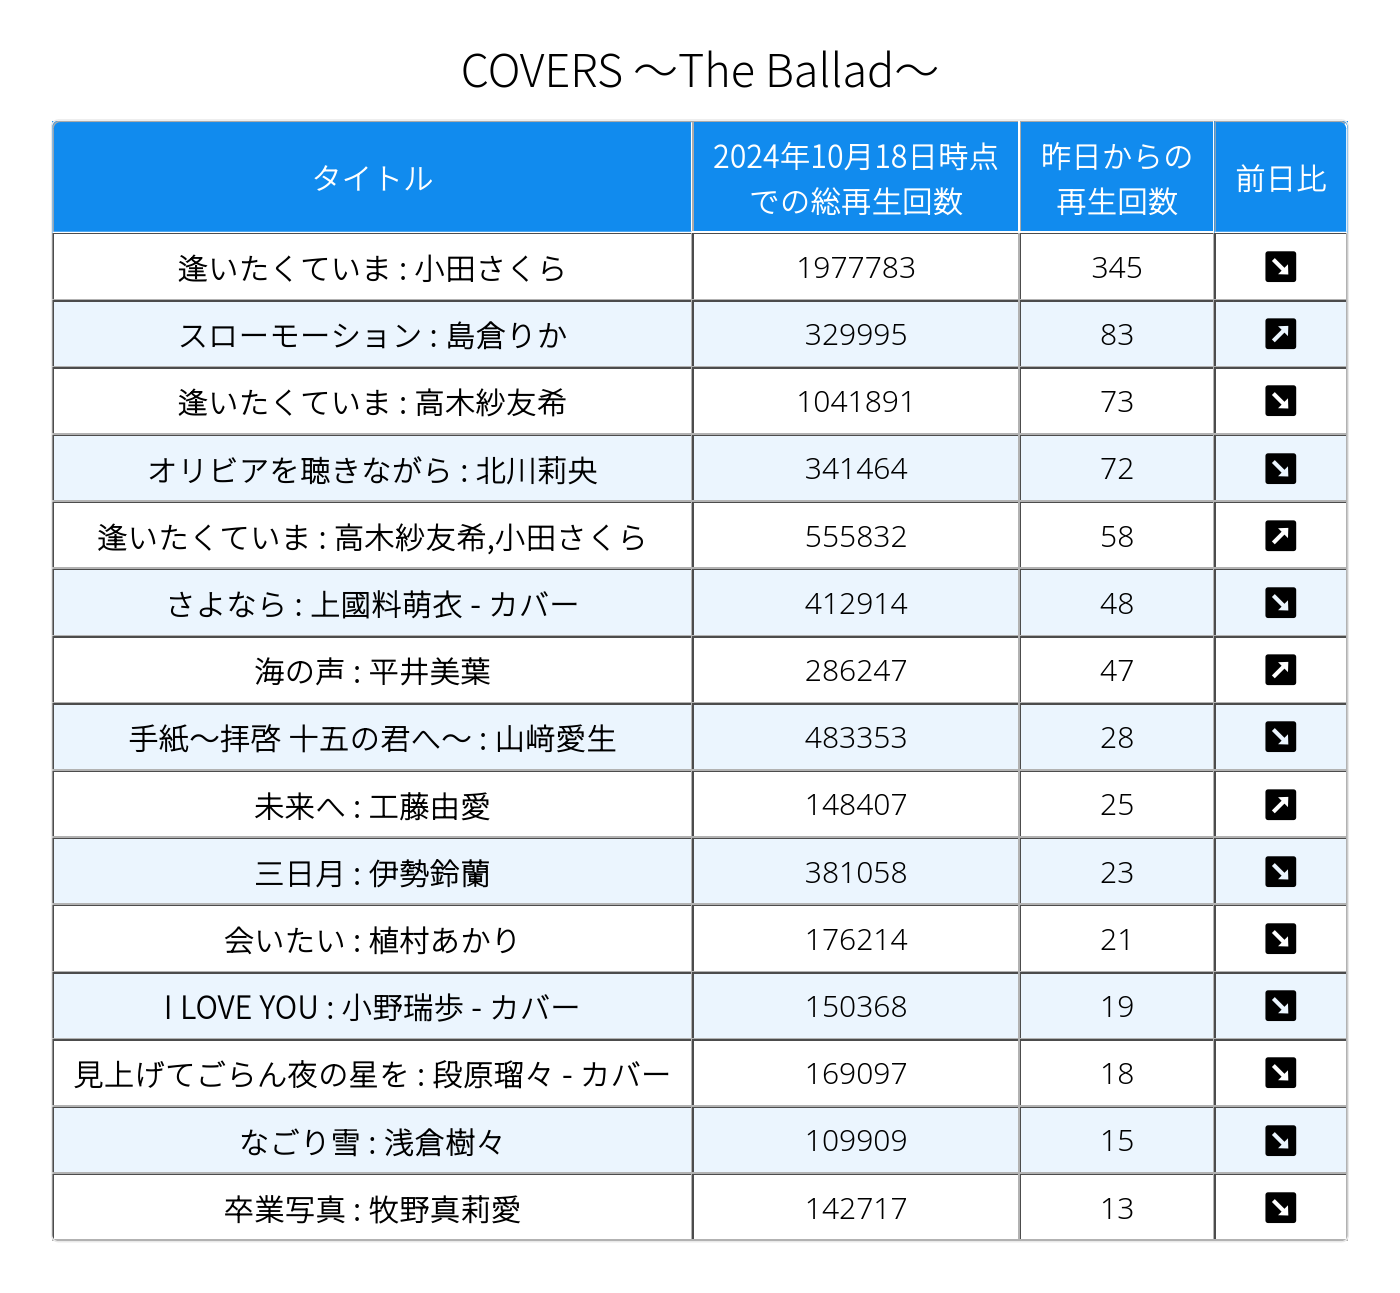 COVERS ～The Ballad～
タイトル 2024年10月18日時点での総再生回数 昨日からの再生回数 前日比
逢いたくていま : 小田さくら 1977783 345 ↘
スローモーション : 島倉りか 329995 83 ↗
逢いたくていま : 高木紗友希 1041891 73 ↘
オリビアを聴きながら : 北川莉央 341464 72 ↘
逢いたくていま : 高木紗友希,小田さくら 555832 58 ↗
さよなら : 上國料萌衣 - カバー 412914 48 ↘
海の声 : 平井美葉 286247 47 ↗
手紙～拝啓 十五の君へ～ : 山﨑愛生 483353 28 ↘
未来へ : 工藤由愛 148407 25 ↗
三日月 : 伊勢鈴蘭 381058 23 ↘
会いたい : 植村あかり 176214 21 ↘
I LOVE YOU : 小野瑞歩 - カバー 150368 19 ↘
見上げてごらん夜の星を : 段原瑠々 - カバー 169097 18 ↘
なごり雪 : 浅倉樹々 109909 15 ↘
卒業写真 : 牧野真莉愛 142717 13 ↘